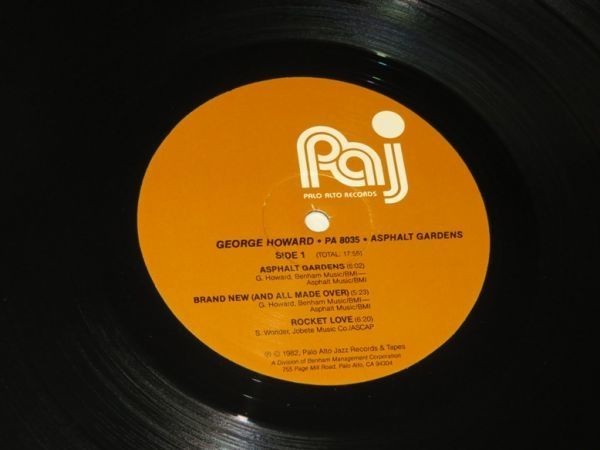 Paj
PALO ALTO RECORDS
GEORGE HOWARD • PA 8035 • ASPHALT GARDENS
SIDE 1 (TOTAL: 17:55)
ASPHALT GARDENS (6:02)
G. Howard, Benham Music/BMI—
Asphalt Music/BMI
BRAND NEW (AND ALL MADE OVER) (5:23)
G. Howard, Benham Music/BMI—
Asphalt Music/BMI
ROCKET LOVE (6:20)
S. Wonder, Jobete Music Co./ASCAP
℗ © 1982, Palo Alto Jazz Records & Tapes
A Division of Benham Management Corporation
755 Page Mill Road, Palo Alto, CA 94304